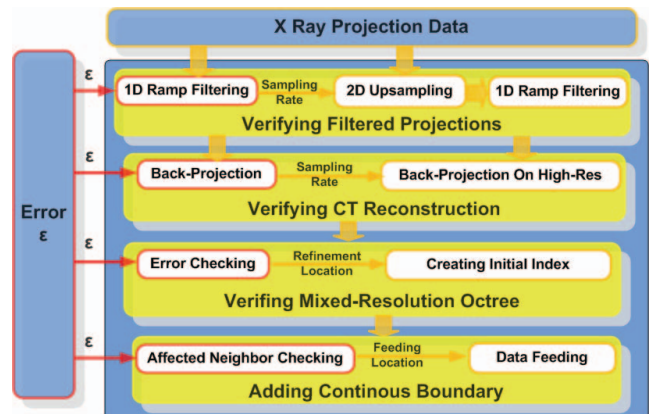 X Ray Projection Data
ε
1D Ramp Filtering
Sampling
Rate
2D Upsampling
1D Ramp Filtering
Verifying Filtered Projections
ε
Back-Projection
Sampling
Rate
Back-Projection On High-Res
Verifying CT Reconstruction
Error
ε
ε
Error Checking
Refinement
Location
Creating Initial Index
Verifing Mixed-Resolution Octree
ε
Affected Neighbor Checking
Feeding
Location
Data Feeding
Adding Continous Boundary